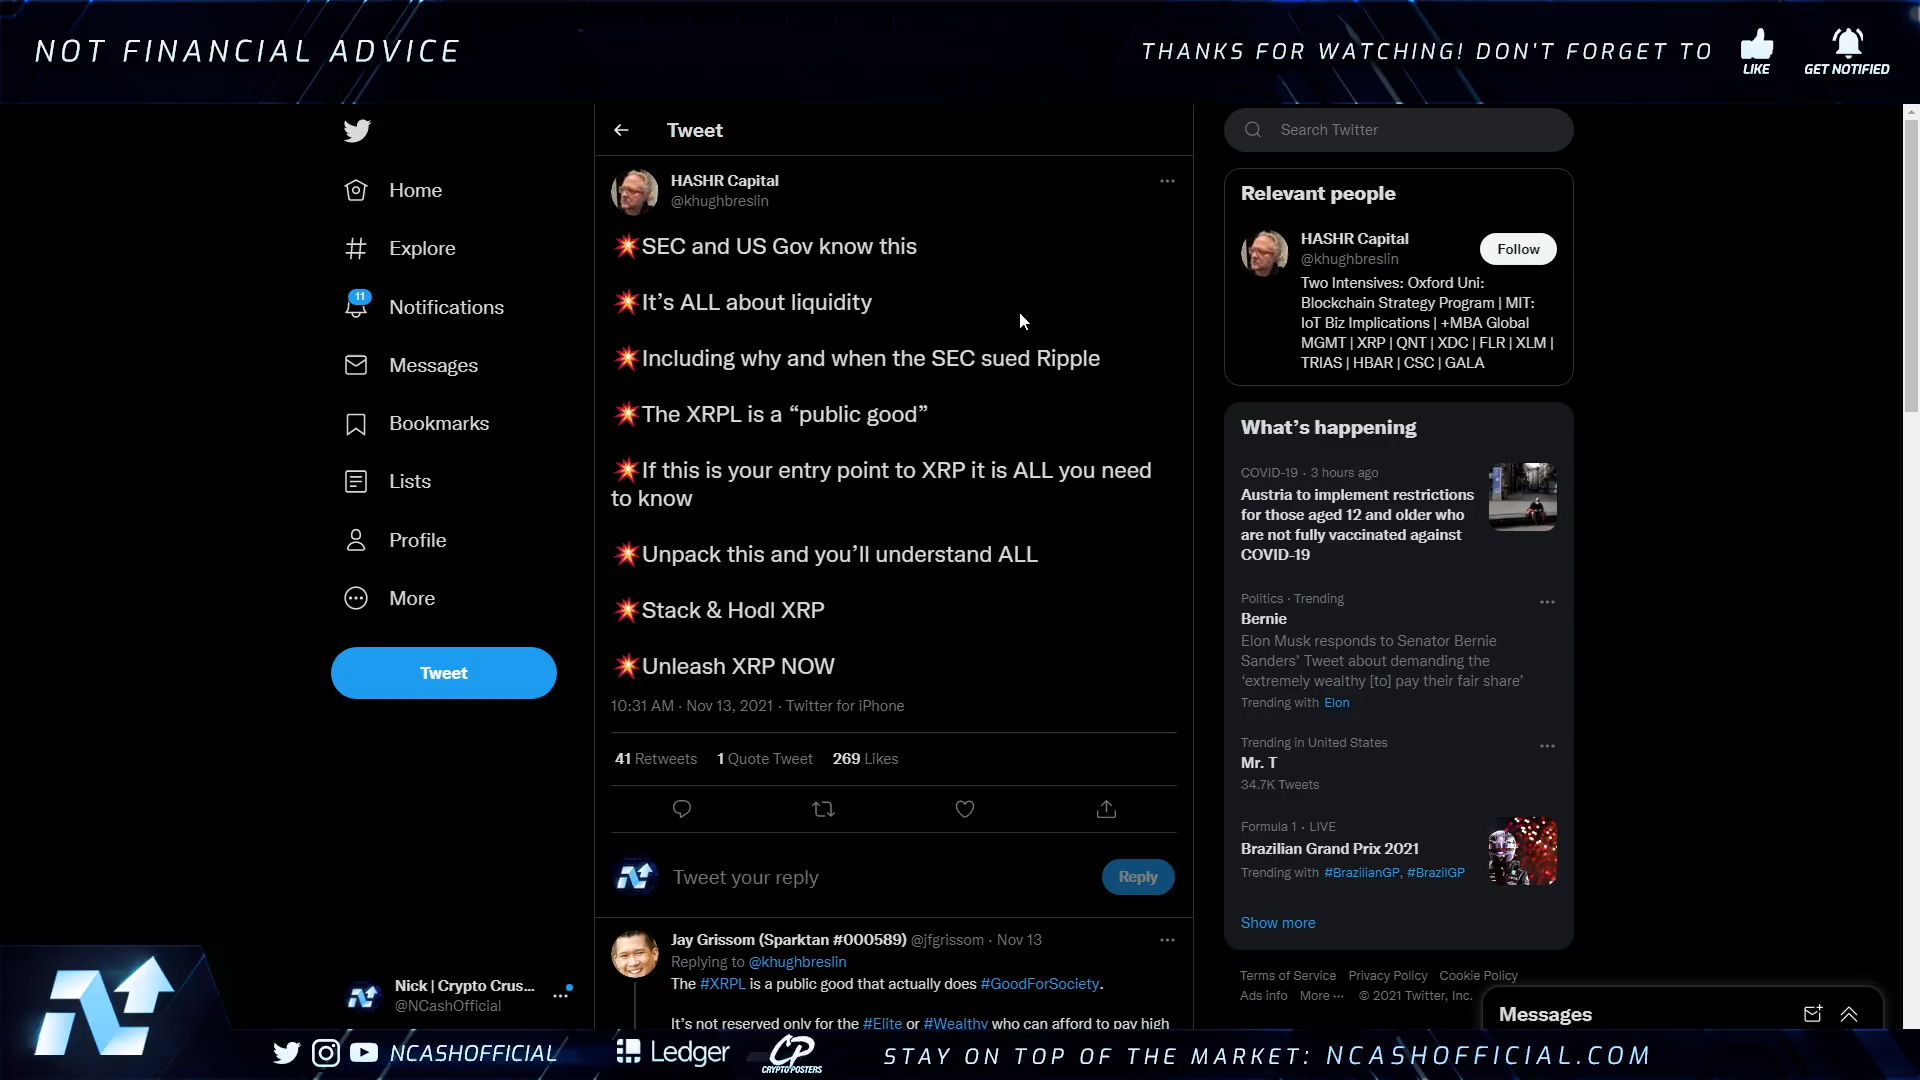 NOT FINANCIAL ADVICE
THANKS FOR WATCHING! DON'T FORGET TO
LIKE
GET NOTIFIED
Home
Explore
11
Notifications
Messages
Bookmarks
Lists
Profile
More
Tweet
Nick | Crypto Crus...
@NCashOfficial
Tweet
HASHR Capital
@khughbreslin
💥SEC and US Gov know this
💥It’s ALL about liquidity
💥Including why and when the SEC sued Ripple
💥The XRPL is a “public good”
💥If this is your entry point to XRP it is ALL you need
to know
💥Unpack this and you’ll understand ALL
💥Stack & Hodl XRP
💥Unleash XRP NOW
10:31 AM · Nov 13, 2021 · Twitter for iPhone
41 Retweets 1 Quote Tweet 269 Likes
Tweet your reply
Reply
Jay Grissom (Sparktan #000589) @jfgrissom · Nov 13
Replying to @khughbreslin
The #XRPL is a public good that actually does #GoodForSociety.
It's not reserved only for the #Elite or #Wealthy who can afford to pay high
Search Twitter
Relevant people
HASHR Capital
@khughbreslin
Follow
Two Intensives: Oxford Uni:
Blockchain Strategy Program | MIT:
IoT Biz Implications | +MBA Global
MGMT | XRP | QNT | XDC | FLR | XLM |
TRIAS | HBAR | CSC | GALA
What’s happening
COVID-19 · 3 hours ago
Austria to implement restrictions
for those aged 12 and older who
are not fully vaccinated against
COVID-19
Politics · Trending
Bernie
Elon Musk responds to Senator Bernie
Sanders’ Tweet about demanding the
‘extremely wealthy [to] pay their fair share’
Trending with Elon
Trending in United States
Mr. T
34.7K Tweets
Formula 1 · LIVE
Brazilian Grand Prix 2021
Trending with #BrazilianGP, #BrazilGP
Show more
Terms of Service Privacy Policy Cookie Policy
Ads info More ··· © 2021 Twitter, Inc.
Messages
NCASHOFFICIAL
Ledger
CP
CRYPTOPOSTERS
STAY ON TOP OF THE MARKET: NCASHOFFICIAL.COM